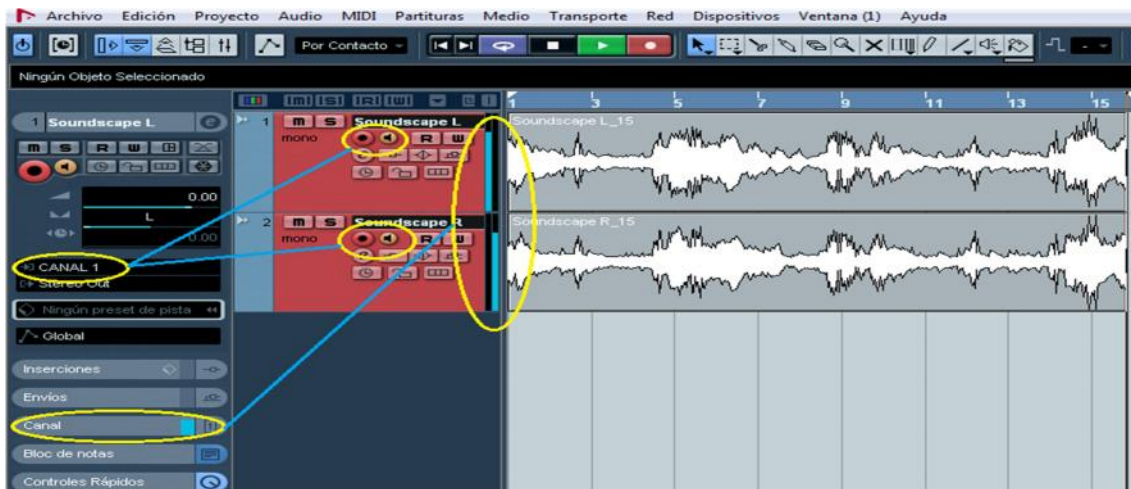 Archivo Edición Proyecto Audio MIDI Partituras Medio Transporte Red Dispositivos Ventana (1) Ayuda
Por Contacto
Ningún Objeto Seleccionado
[M] [S] [R] [W]
1 3 5 7 9 11 13 15
1 Soundscape L e
m S R W
0.00
L
0.00
CANAL 1
Stereo Out
Ningún preset de pista
Global
Inserciones
Envíos
Canal
Bloc de notas
Controles Rápidos
1 m S Soundscape L
mono R W
2 m S Soundscape R
mono R W
Soundscape L_15
Soundscape R_15